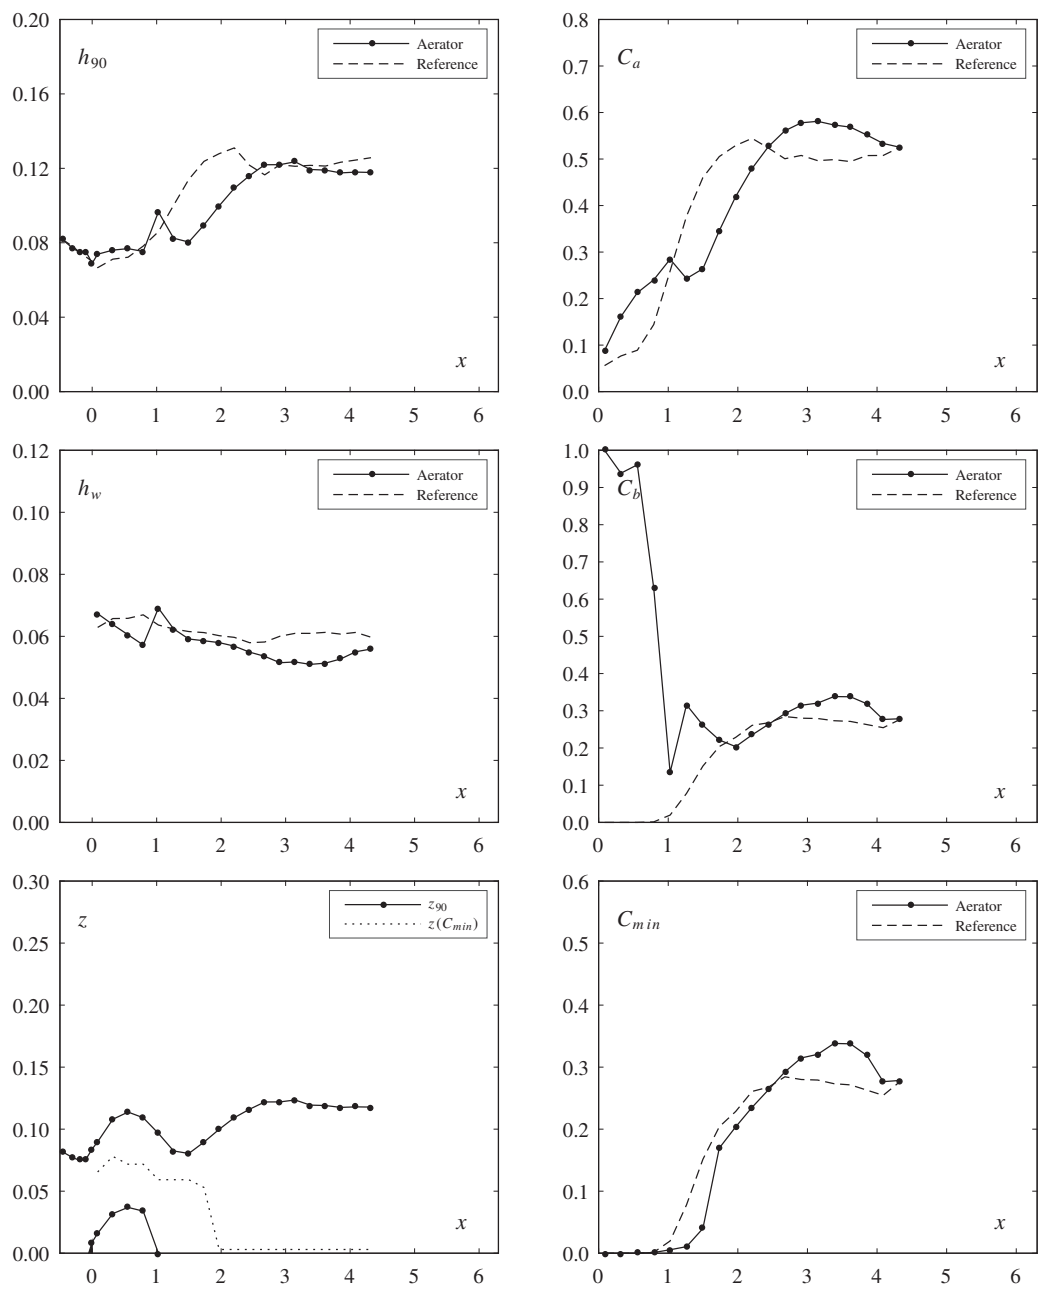 0.20
h90
Aerator
Reference
0.16
0.12
0.08
0.04
x
0.00
0 1 2 3 4 5 6
0.8
Ca
Aerator
Reference
0.7
0.6
0.5
0.4
0.3
0.2
0.1
x
0.0
0 1 2 3 4 5 6
0.12
hw
Aerator
Reference
0.10
0.08
0.06
0.04
0.02
x
0.00
0 1 2 3 4 5 6
1.0
Cb
Aerator
Reference
0.9
0.8
0.7
0.6
0.5
0.4
0.3
0.2
0.1
x
0.0
0 1 2 3 4 5 6
0.30
z
z90
z(Cmin)
0.25
0.20
0.15
0.10
0.05
x
0.00
0 1 2 3 4 5 6
0.6
Cmin
Aerator
Reference
0.5
0.4
0.3
0.2
0.1
x
0.0
0 1 2 3 4 5 6